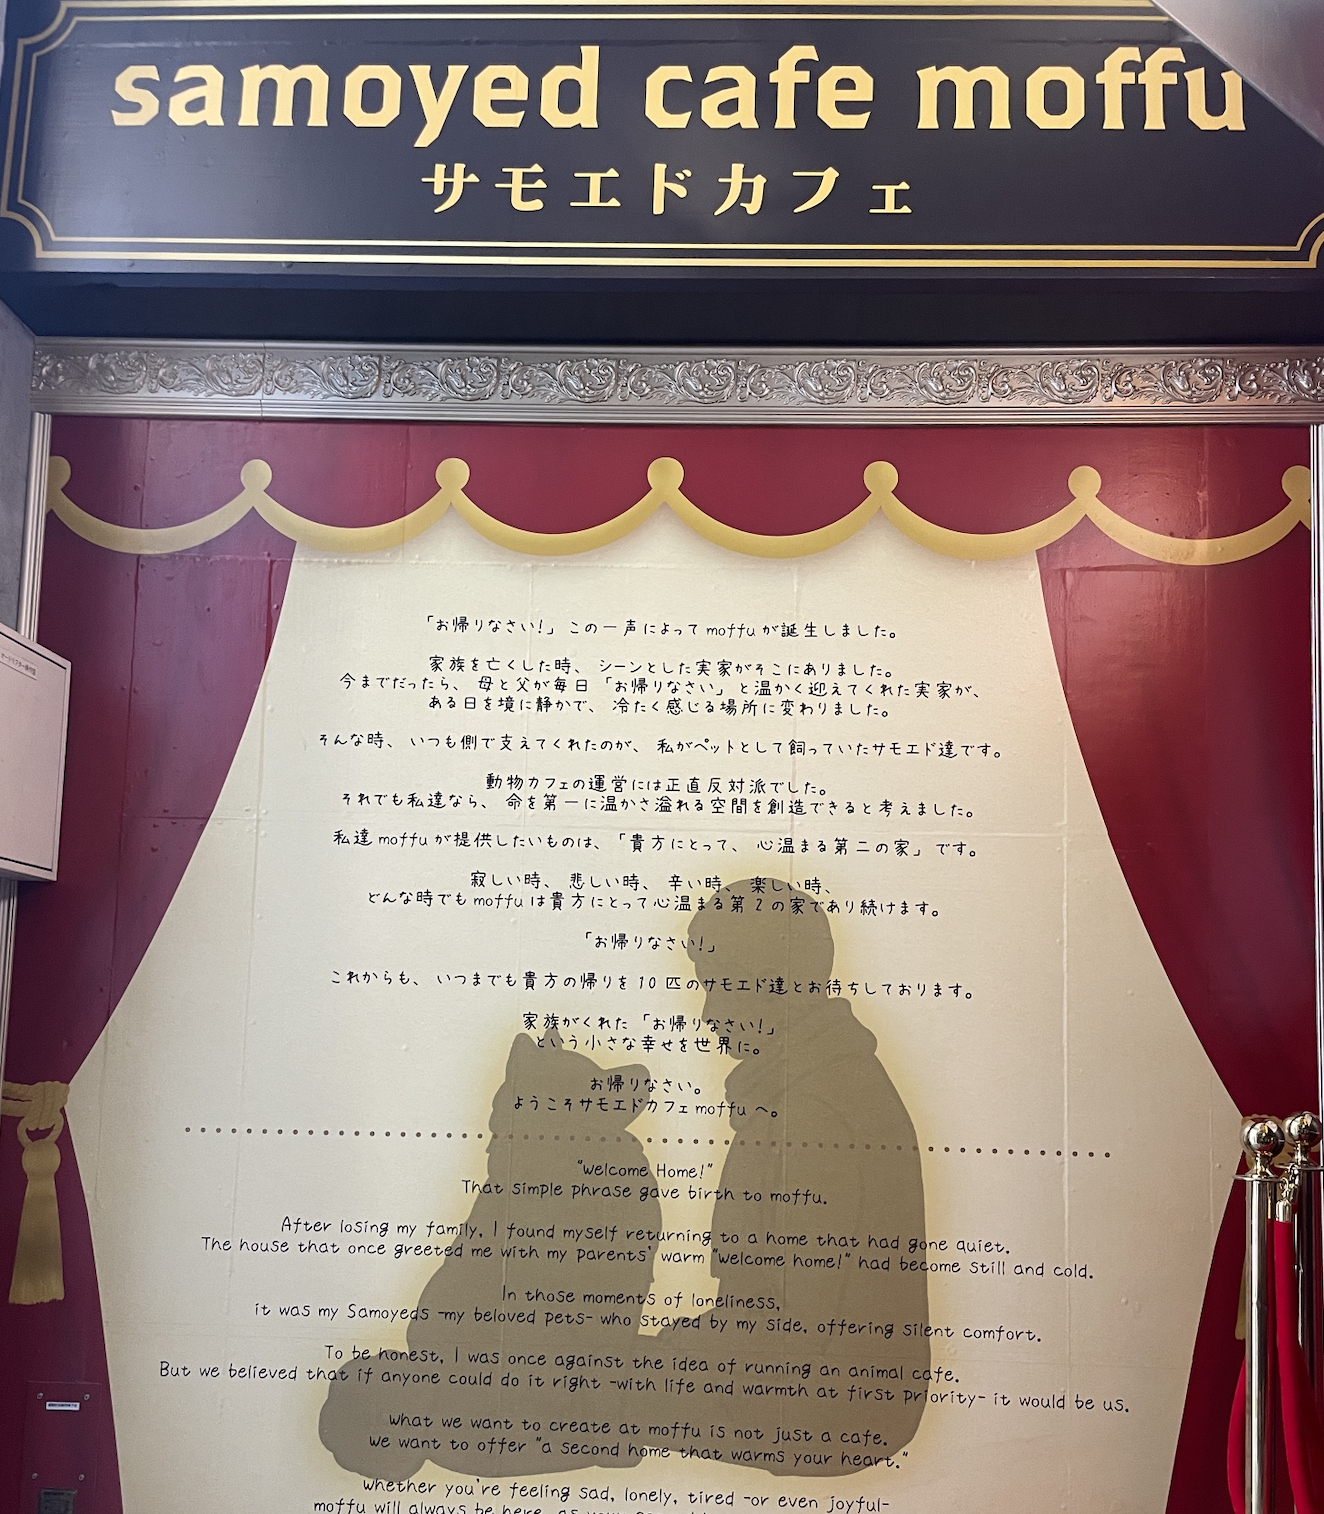 samoyed cafe moffu
サモエドカフェ
「お帰りなさい!」この一声によってmoffuが誕生しました。
家族を亡くした時、シーンとした実家がそこにありました。
今までだったら、母と父が毎日「お帰りなさい」と温かく迎えてくれた実家が、
ある日を境に静かで、冷たく感じる場所に変わりました。
そんな時、いつも側で支えてくれたのが、私がペットとして飼っていたサモエド達です。
動物カフェの運営には正直反対派でした。
それでも私達なら、命を第一に温かさ溢れる空間を創造できると考えました。
私達moffuが提供したいものは、「貴方にとって、心温まる第二の家」です。
寂しい時、悲しい時、辛い時、楽しい時、
どんな時でもmoffuは貴方にとって心温まる第2の家であり続けます。
「お帰りなさい!」
これからも、いつまでも貴方の帰りを10匹のサモエド達とお待ちしております。
家族がくれた「お帰りなさい!」
という小さな幸せを世界に。
お帰りなさい。
ようこそサモエドカフェmoffuへ。
"Welcome Home!"
That simple phrase gave birth to moffu.
After losing my family, I found myself returning to a home that had gone quiet.
The house that once greeted me with my parents' warm "welcome home!" had become still and cold.
In those moments of loneliness,
it was my Samoyeds -my beloved pets- who stayed by my side, offering silent comfort.
To be honest, I was once against the idea of running an animal cafe.
But we believed that if anyone could do it right -with life and warmth at first priority- it would be us.
What we want to create at moffu is not just a cafe.
We want to offer "a second home that warms your heart."
Whether you're feeling sad, lonely, tired -or even joyful-
moffu will always be here, as your